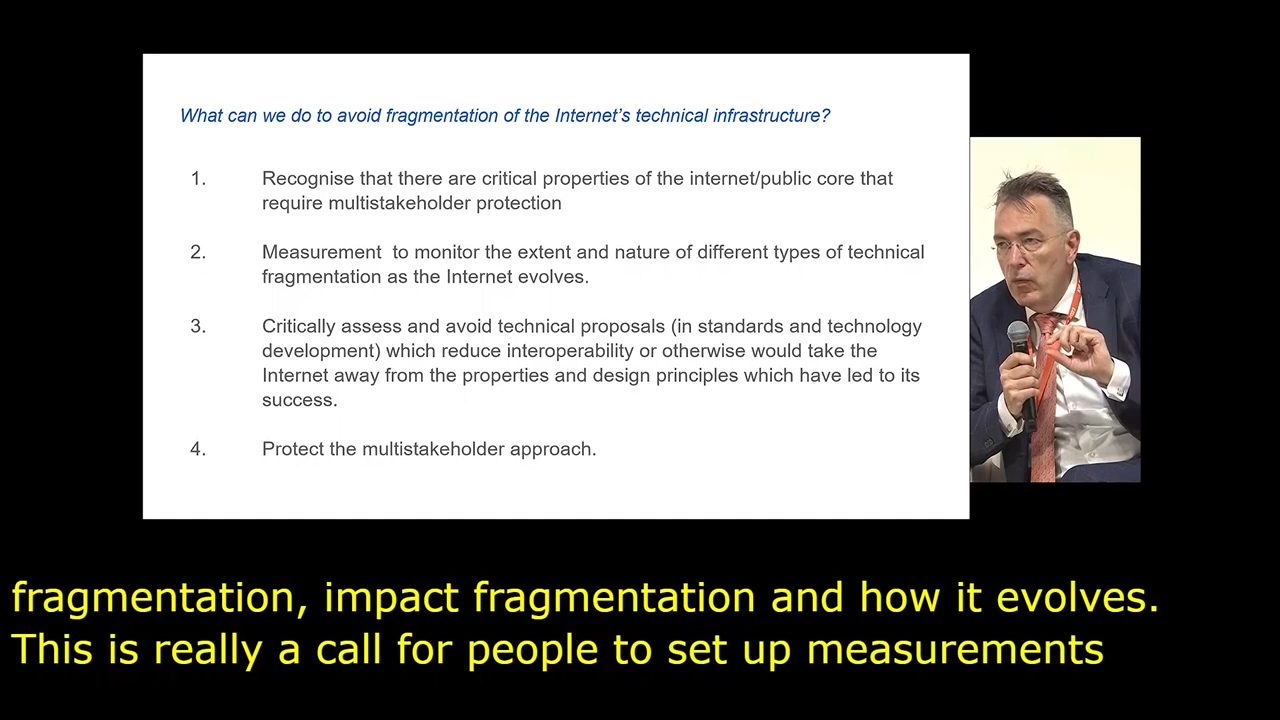 What can we do to avoid fragmentation of the Internet's technical infrastructure?
1. Recognise that there are critical properties of the internet/public core that
require multistakeholder protection
2. Measurement  to monitor the extent and nature of different types of technical
fragmentation as the Internet evolves.
3. Critically assess and avoid technical proposals (in standards and technology
development) which reduce interoperability or otherwise would take the
Internet away from the properties and design principles which have led to its
success.
4. Protect the multistakeholder approach.
fragmentation, impact fragmentation and how it evolves.
This is really a call for people to set up measurements